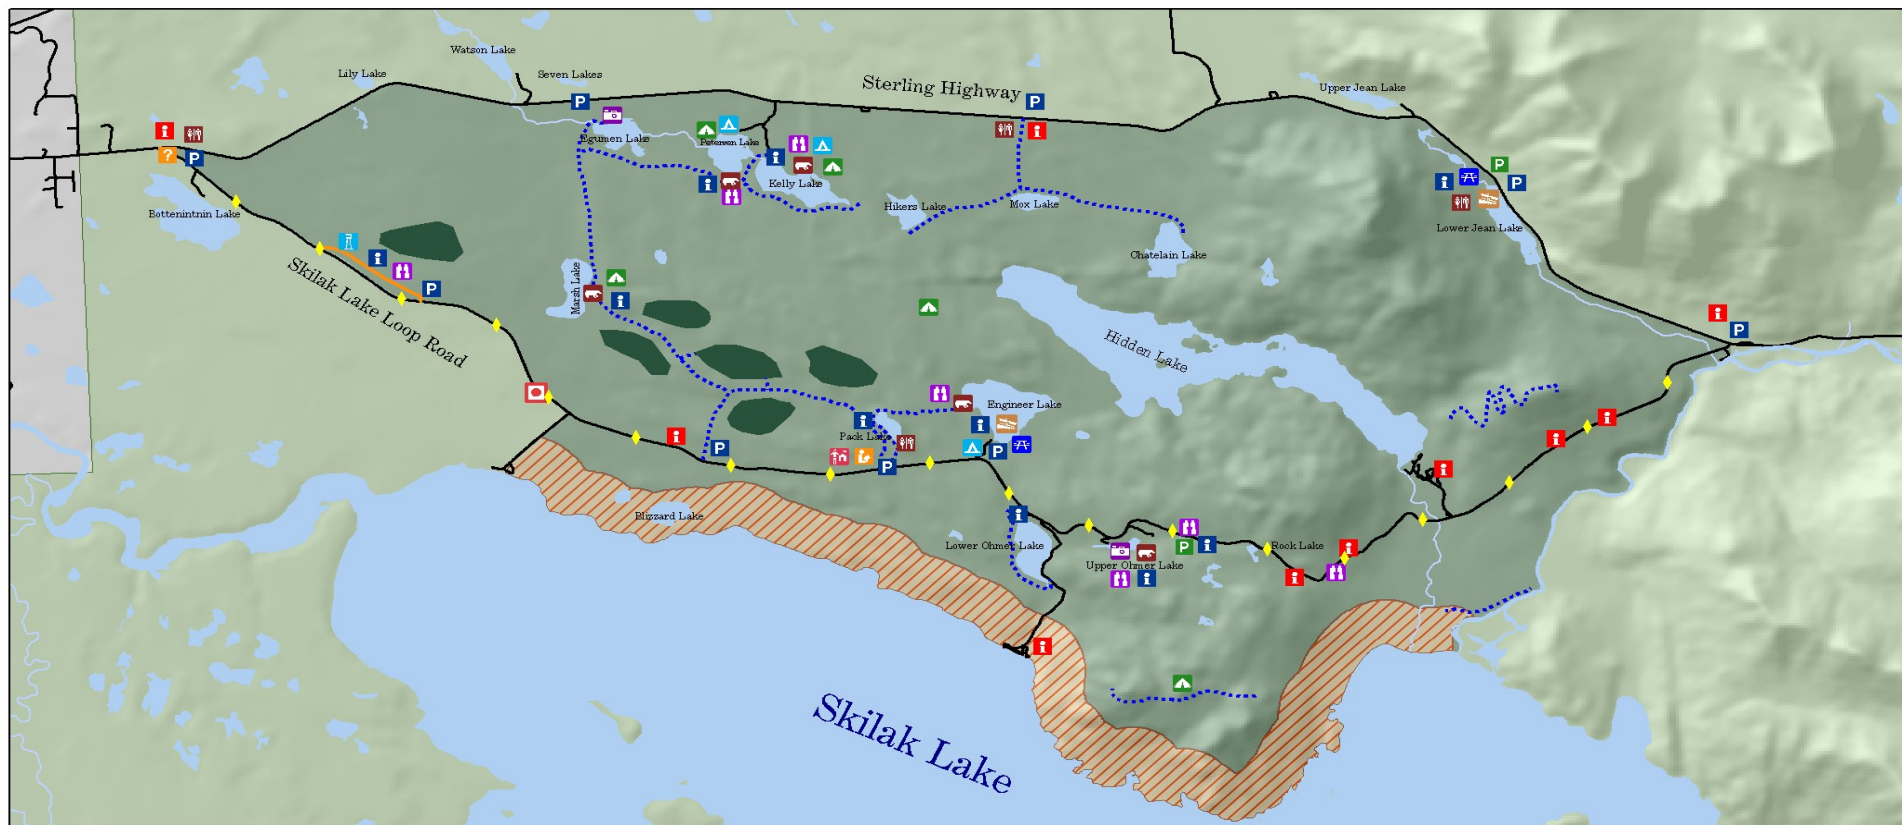 Watson Lake
Lily Lake
Seven Lakes
Sterling Highway
Upper Jean Lake
P
P
i
?
P
Egumen Lake
Petersen Lake
i
P
i
i
Kelly Lake
P
i
P
Bottenintnin Lake
Hikers Lake
Mox Lake
Lower Jean Lake
Chatelain Lake
i
Skilak Lake Loop Road
P
Marsh Lake
i
i
P
Hidden Lake
Engineer Lake
i
i
Pack Lake
i
P
P
P
i
i
i
Blizzard Lake
i
Lower Ohmer Lake
P
i
Rock Lake
i
Upper Ohmer Lake
i
i
i
Skilak Lake